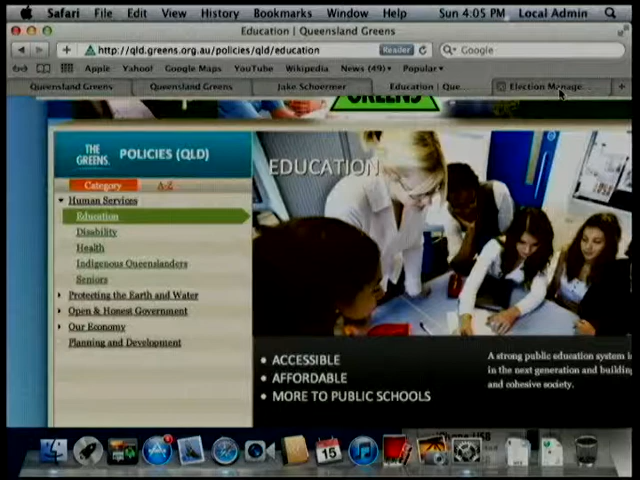 Safari File Edit View History Bookmarks Window Help Sun 4:05 PM Local Admin
Education | Queensland Greens
http://qld.greens.org.au/policies/qld/education Reader Google
Apple Yahoo! Google Maps YouTube Wikipedia News (49) Popular
Queensland Greens Queensland Greens Jake Schoermer Education | Que... Election Manage...
GREENS
THE GREENS. POLICIES (QLD)
EDUCATION
Category A-Z
Human Services
Education
Disability
Health
Indigenous Queenslanders
Seniors
Protecting the Earth and Water
Open & Honest Government
Our Economy
Planning and Development
• ACCESSIBLE
• AFFORDABLE
• MORE TO PUBLIC SCHOOLS
A strong public education system i
in the next generation and building
and cohesive society.
15